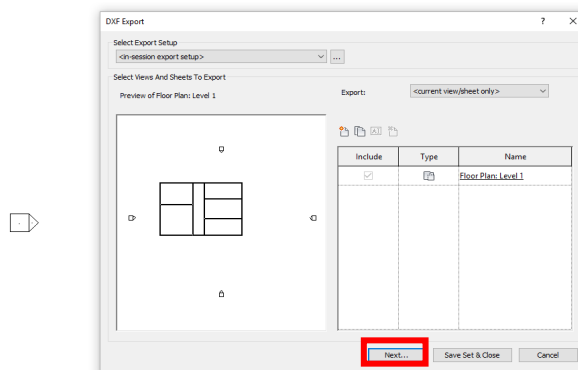 DXF Export
? ×
Select Export Setup
<in-session export setup>
...
Select Views And Sheets To Export
Preview of Floor Plan: Level 1
Export:
<current view/sheet only>
Include Type Name
Floor Plan: Level 1
Next...
Save Set & Close
Cancel